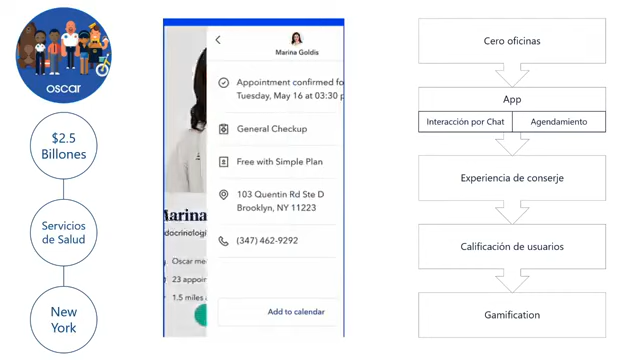 oscar
$2.5
Billones
Servicios
de Salud
New
York
Marina Goldis
Appointment confirmed fo
Tuesday, May 16 at 03:30 p
General Checkup
Free with Simple Plan
103 Quentin Rd Ste D
Brooklyn, NY 11223
(347) 462-9292
Add to calendar
Marina
docrinologi
Oscar me
23 appoin
1.5 miles a
Cero oficinas
App
Interacción por Chat
Agendamiento
Experiencia de conserje
Calificación de usuarios
Gamification